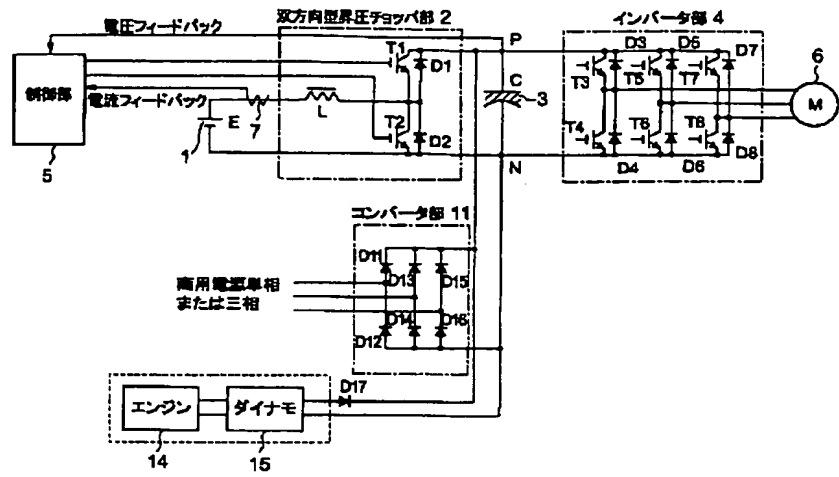 電圧フィードバック
双方向型昇圧チョッパ部 2
P
インバータ部 4
T1
D1
D3
D5
D7
6
制御部
C
T3
T5
T7
M
電流フィードバック
3
E
7
L
T2
1
D2
T4
T6
T8
5
N
D4
D6
D8
コンバータ部 11
D11
D13
D15
商用電源単相
または三相
D14
D16
D12
D17
エンジン
ダイナモ
14
15